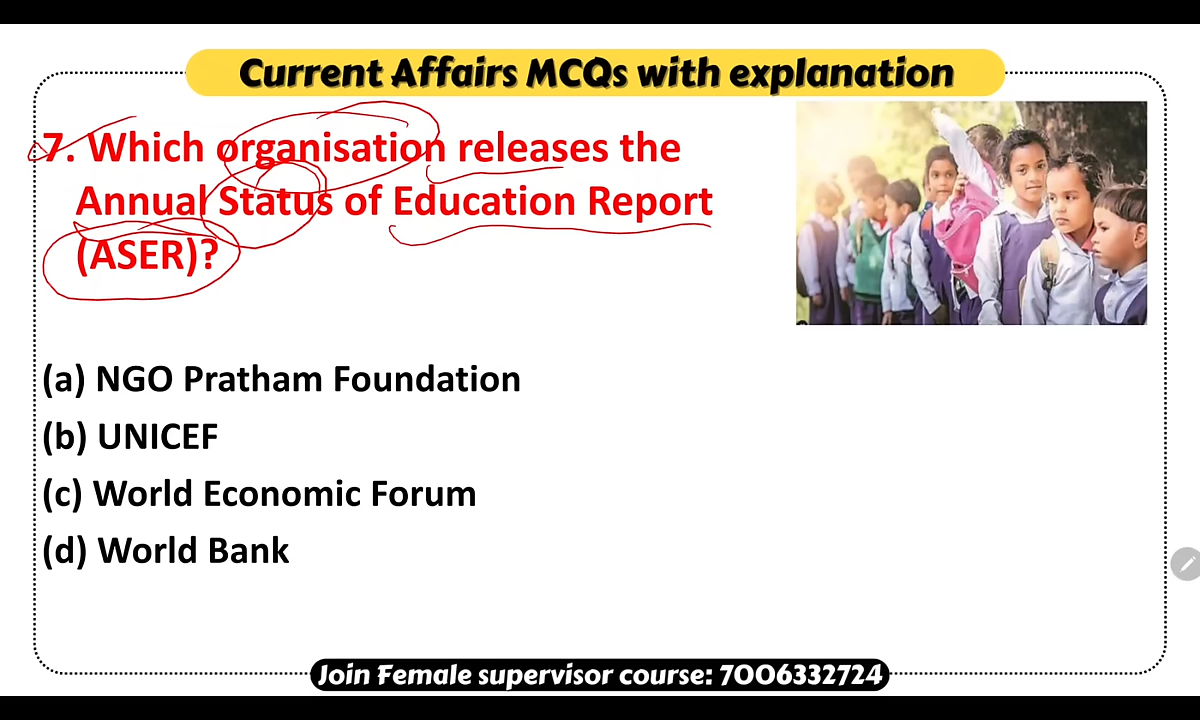 Current Affairs MCQs with explanation
7. Which organisation releases the
Annual Status of Education Report
(ASER)?
(a) NGO Pratham Foundation
(b) UNICEF
(c) World Economic Forum
(d) World Bank
Join Female supervisor course: 7006332724